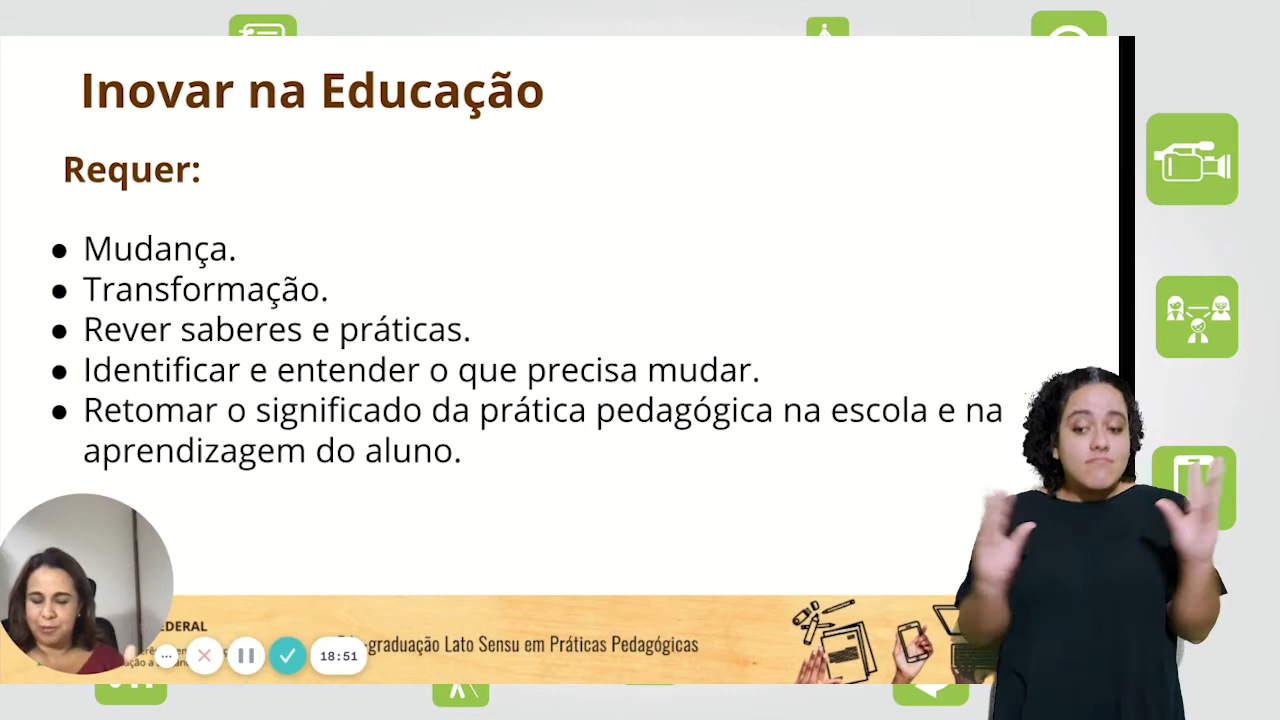 Inovar na Educação
Requer:
● Mudança.
● Transformação.
● Rever saberes e práticas.
● Identificar e entender o que precisa mudar.
● Retomar o significado da prática pedagógica na escola e na
aprendizagem do aluno.
-graduação Lato Sensu em Práticas Pedagógicas
18:51